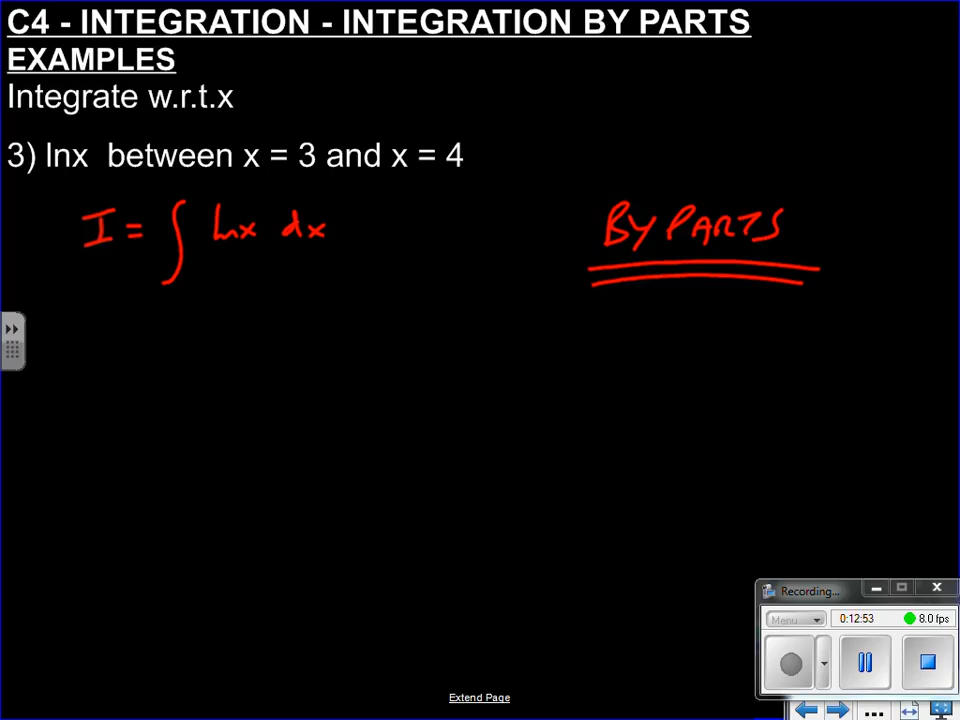 C4 - INTEGRATION - INTEGRATION BY PARTS
EXAMPLES
Integrate w.r.t.x
3) lnx between x = 3 and x = 4
I = ∫ lnx dx
BY PARTS
Recording...
Menu
0:12:53
8.0 fps
Extend Page